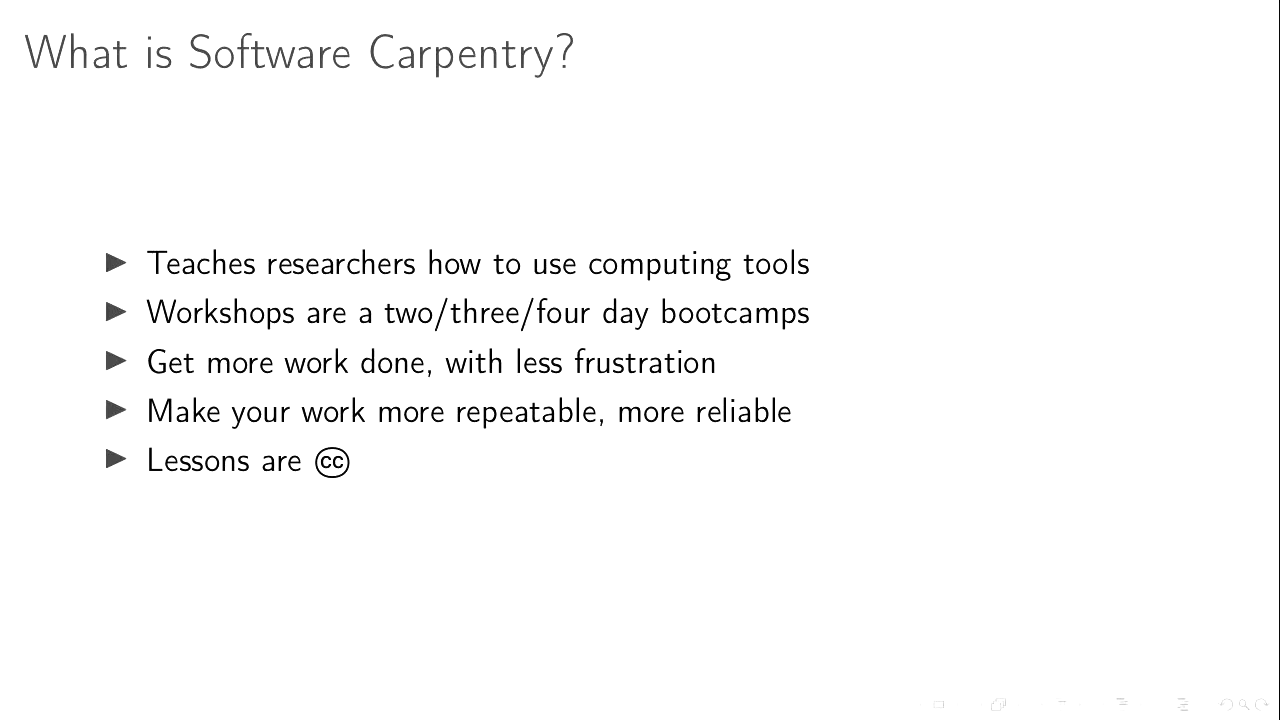 What is Software Carpentry?
▶ Teaches researchers how to use computing tools
▶ Workshops are a two/three/four day bootcamps
▶ Get more work done, with less frustration
▶ Make your work more repeatable, more reliable
▶ Lessons are 🄭